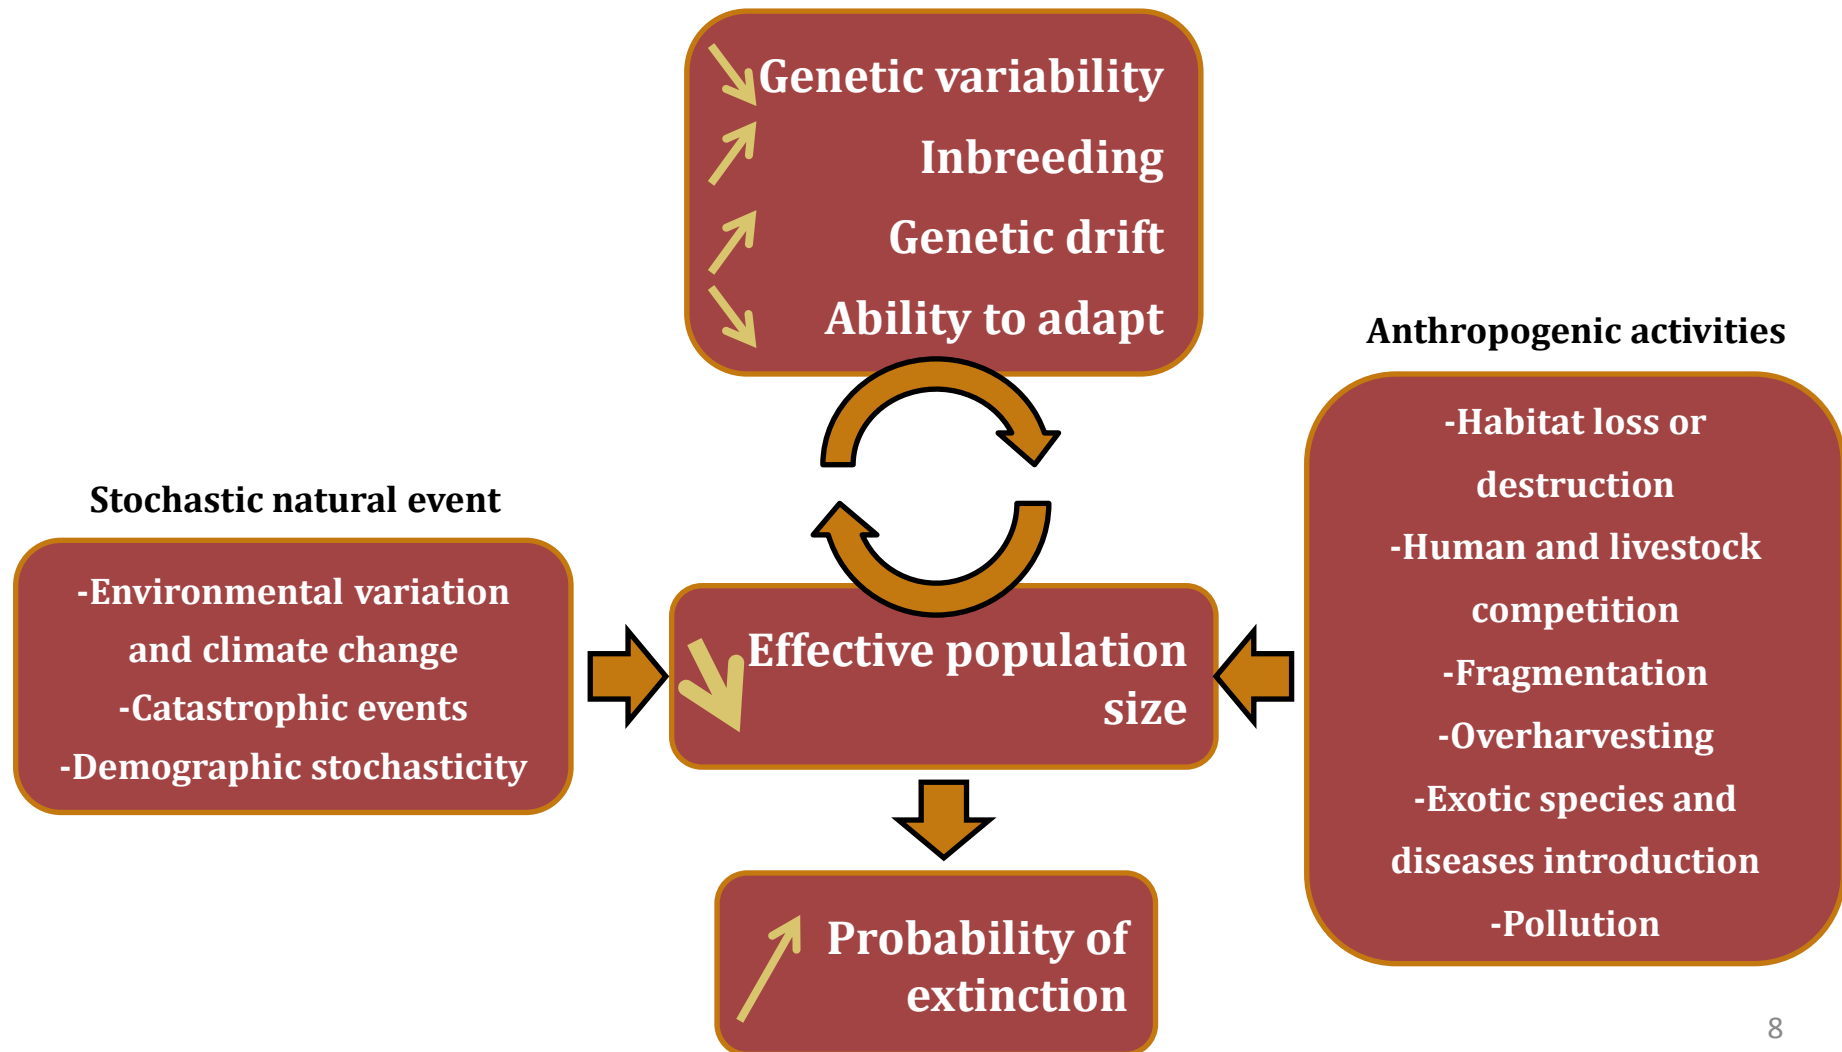 Genetic variability
Inbreeding
Genetic drift
Ability to adapt
Anthropogenic activities
-Habitat loss or
destruction
-Human and livestock
competition
-Fragmentation
-Overharvesting
-Exotic species and
diseases introduction
-Pollution
Stochastic natural event
-Environmental variation
and climate change
-Catastrophic events
-Demographic stochasticity
Effective population
size
Probability of
extinction
8